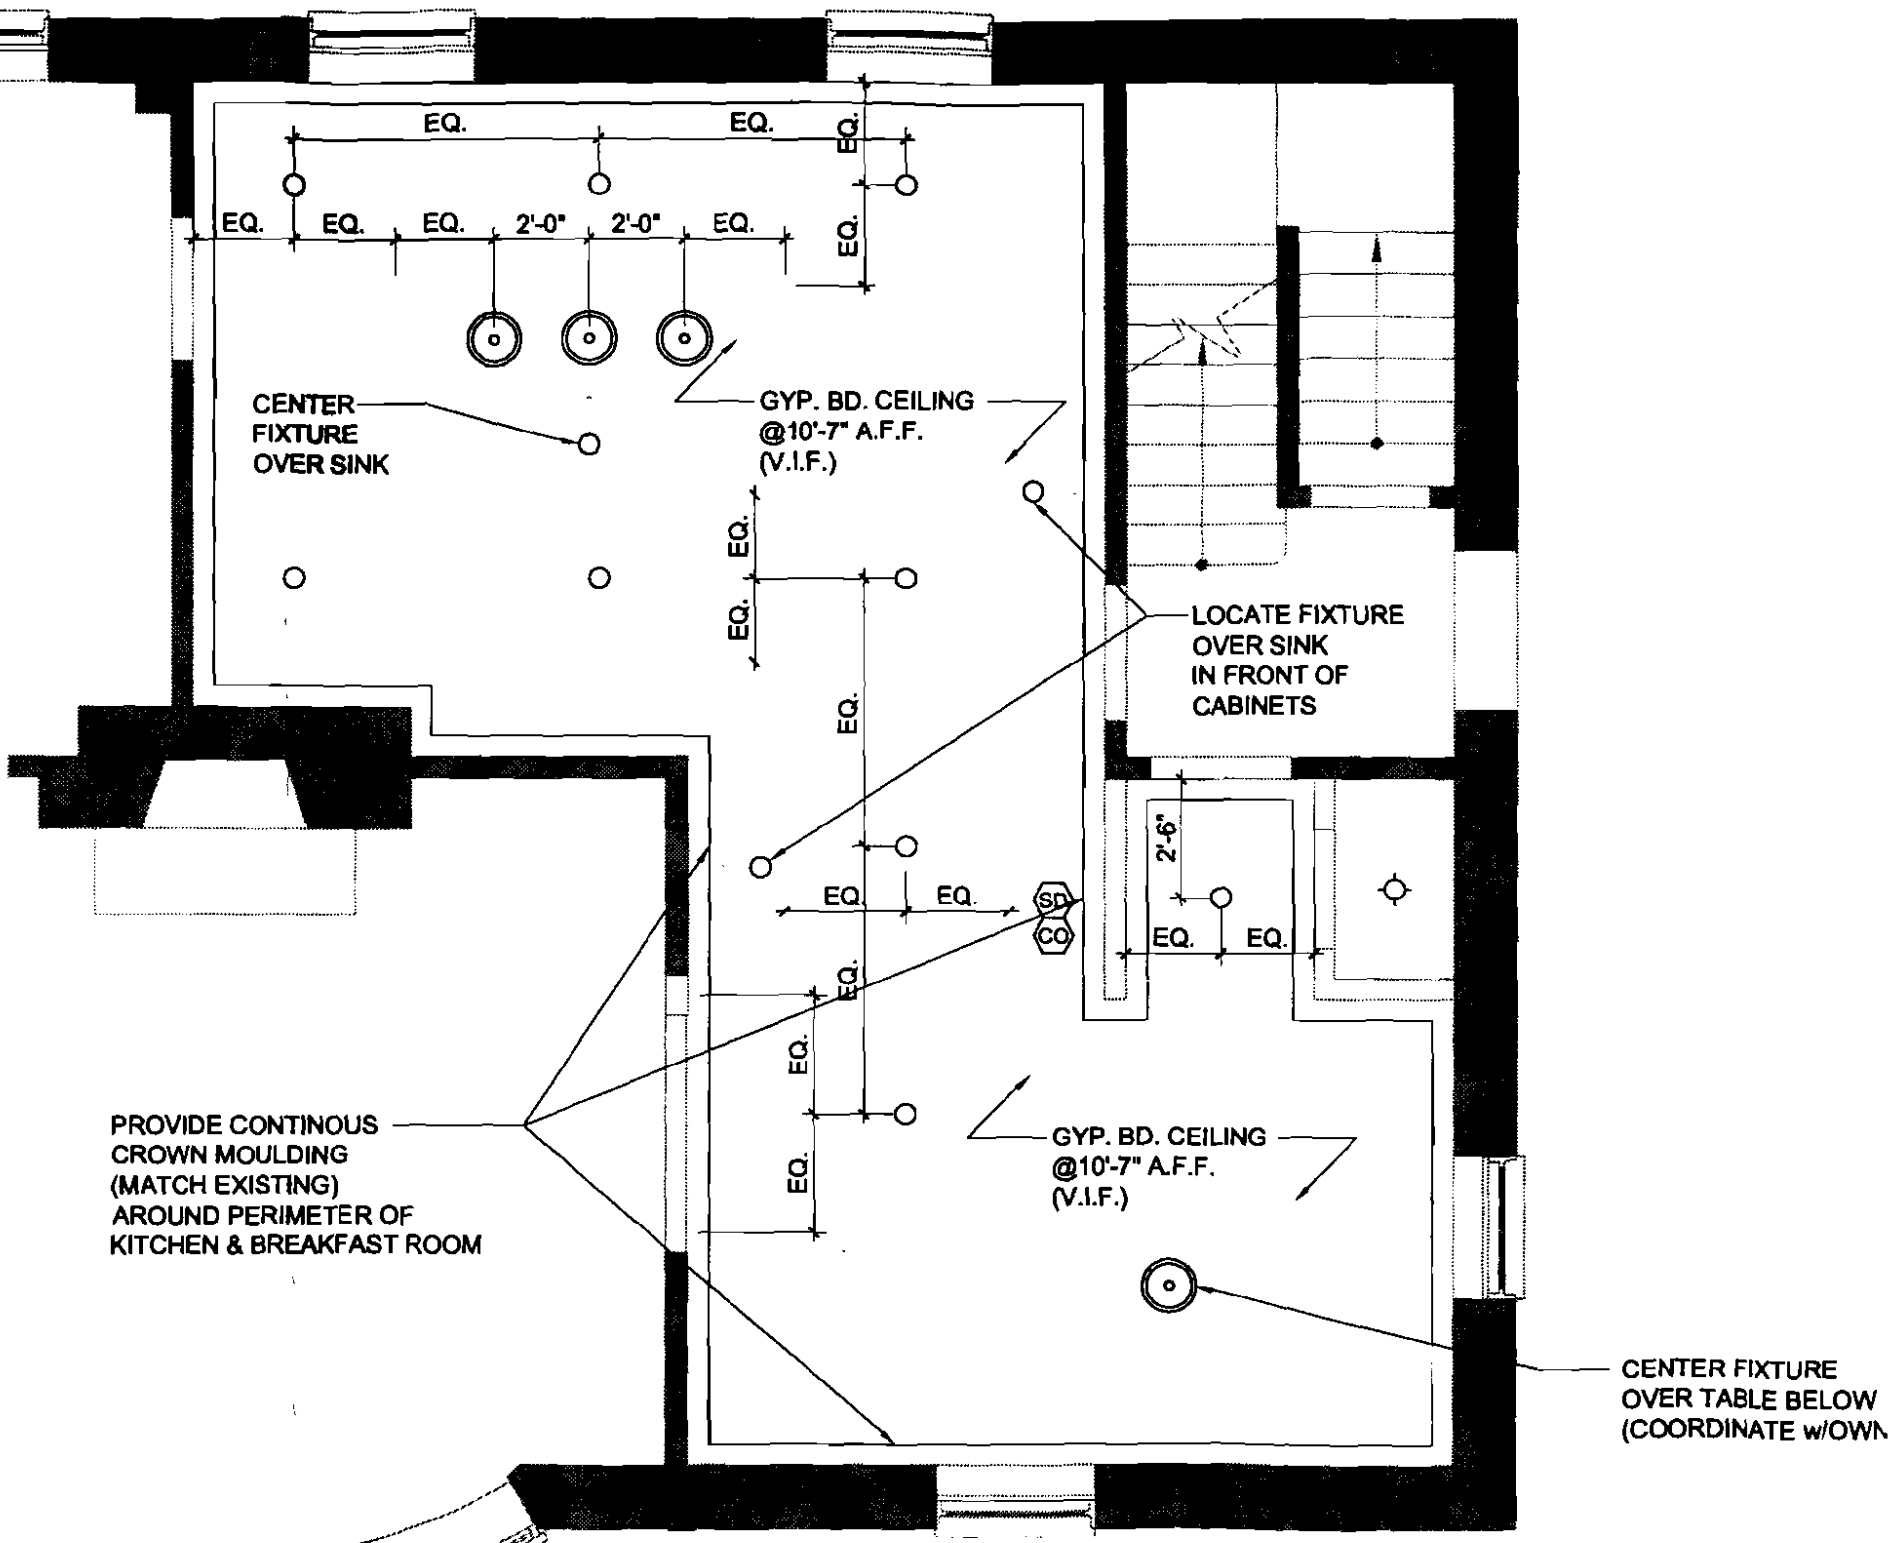 EQ.
EQ.
EQ.
EQ.
EQ.
EQ.
2'-0"
2'-0"
EQ.
EQ.
CENTER
FIXTURE
OVER SINK
GYP. BD. CEILING
@10'-7" A.F.F.
(V.I.F.)
EQ.
EQ.
LOCATE FIXTURE
OVER SINK
IN FRONT OF
CABINETS
EQ.
2'-6"
EQ.
EQ.
SD
CO
EQ.
EQ.
EQ.
EQ.
EQ.
PROVIDE CONTINOUS
CROWN MOULDING
(MATCH EXISTING)
AROUND PERIMETER OF
KITCHEN & BREAKFAST ROOM
GYP. BD. CEILING
@10'-7" A.F.F.
(V.I.F.)
CENTER FIXTURE
OVER TABLE BELOW
(COORDINATE w/OWN